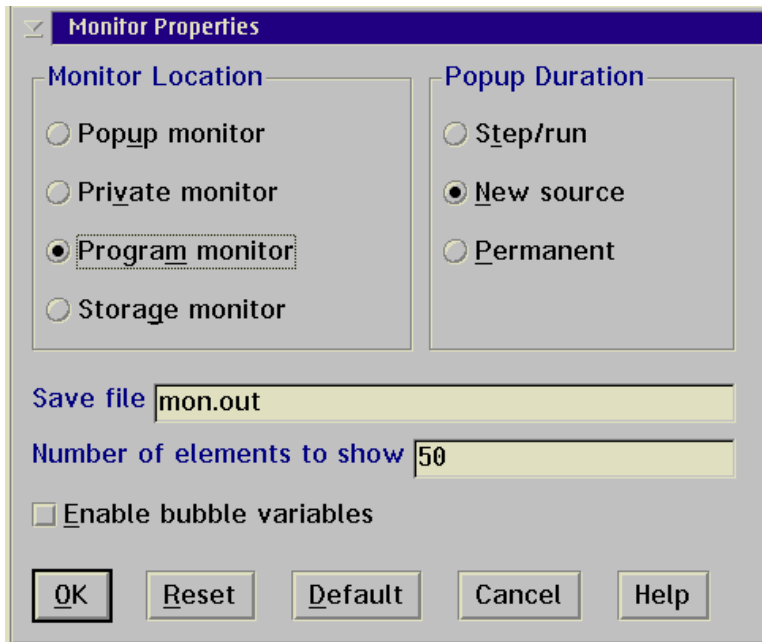 Monitor Properties
Monitor Location
Popup monitor
Private monitor
Program monitor
Storage monitor
Popup Duration
Step/run
New source
Permanent
Save file mon.out
Number of elements to show 50
Enable bubble variables
OK Reset Default Cancel Help